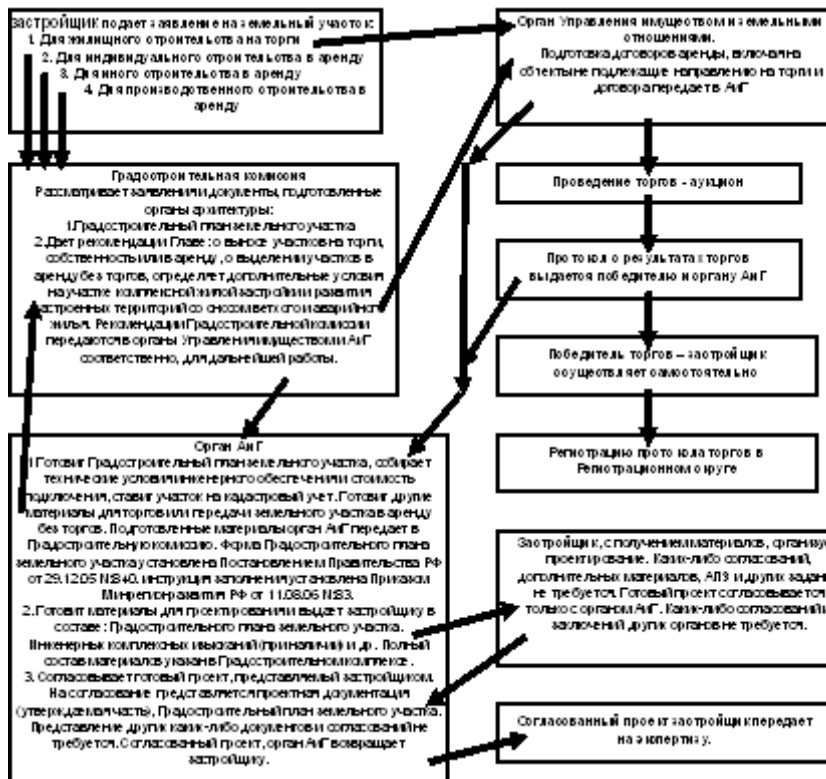 застройщик подает заявление на земельный участок:
1. Для жилищного строительства на торги
2. Для индивидуального строительства в аренду
3. Для иного строительства в аренду
4. Для производственного строительства в
аренду
Орган Управления имуществом и земельными
отношениями.
Подготовка договоров аренды, включая на
объекты не подлежащие направлению на торги и
договора передает в АиГ
Градостроительная комиссия
Рассматривает заявления и документы, подготовленные
органы архитектуры:
1.Градостроительный план земельного участка
2.Дает рекомендации Главе: о выносе участков на торги,
собственность или в аренду, о выделении участков в
аренду без торгов, определяет дополнительные условия
на участке комплексной жилой застройки и развития
застроенных территорий со сносом ветхого и аварийного
жилья. Рекомендации Градостроительной комиссии
передаются в органы Управления имуществом и АиГ
соответственно, для дальнейшей работы.
Проведение торгов - аукцион
Протокол о результатах торгов
выдается победителю и органу АиГ
Победитель торгов – застройщик
осуществляет самостоятельно
Регистрацию протокола торгов в
Регистрационном округе
Орган АиГ
1 Готовит Градостроительный план земельного участка, собирает
технические условия инженерного обеспечения и стоимость
подключения, ставит участок на кадастровый учет. Готовит другие
материалы для торгов или передачи земельного участка в аренду
без торгов. Подготовленные материалы орган АиГ передает в
Градостроительную комиссию. Форма Градостроительного плана
земельного участка установлена Постановлением Правительства РФ
от 29.12.05 №840. инструкция заполнения установлена Приказом
Минрегионразвития РФ от 11.08.06 №93.
2. Готовит материалы для проектирования и выдает застройщику в
составе: Градостроительного плана земельного участка.
Инженерных комплексных изысканий (при наличии) и др. Полный
состав материалов указан в Градостроительном комплексе.
3. Согласовывает готовый проект, представляемый застройщиком.
На согласование представляется проектная документация
(утверждаемая часть), Градостроительный план земельного участка.
Представление других каких-либо документов и согласований не
требуется. Согласованный проект, орган АиГ возвращает
застройщику.
Застройщик, с получением материалов, организует
проектирование. Каких-либо согласований,
дополнительных материалов, АПЗ и других заданий
не требуется. Готовый проект согласовывается
только с органом АиГ. Каких-либо согласований и
заключений других органов не требуется.
Согласованный проект застройщик передает
на экспертизу.